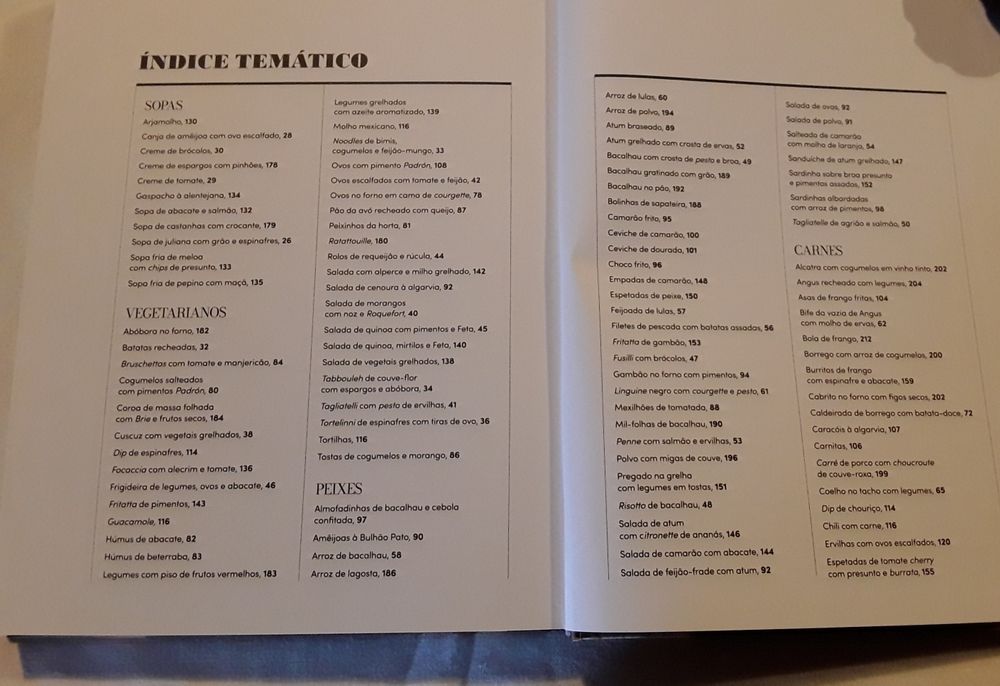 ÍNDICE TEMÁTICO
SOPAS
Arjamolho, 130
Canja de amêijoa com ovo escalfado, 28
Creme de brócolos, 30
Creme de espargos com pinhões, 178
Creme de tomate, 29
Gaspacho à alentejana, 134
Sopa de abacate e salmão, 132
Sopa de castanhas com crocante, 179
Sopa de juliana com grão e espinafres, 26
Sopa fria de meloa
com chips de presunto, 133
Sopa fria de pepino com maçã, 135
VEGETARIANOS
Abóbora no forno, 182
Batatas recheadas, 32
Bruschettas com tomate e manjericão, 84
Cogumelos salteados
com pimentos Padrón, 80
Coroa de massa folhada
com Brie e frutos secos, 184
Cuscuz com vegetais grelhados, 38
Dip de espinafres, 114
Focaccia com alecrim e tomate, 136
Frigideira de legumes, ovos e abacate, 46
Fritatta de pimentos, 143
Guacamole, 116
Húmus de abacate, 82
Húmus de beterraba, 83
Legumes com piso de frutos vermelhos, 183
Legumes grelhados
com azeite aromatizado, 139
Molho mexicano, 116
Noodles de bimis,
cogumelos e feijão-mungo, 33
Ovos com pimento Padrón, 108
Ovos escalfados com tomate e feijão, 42
Ovos no forno em cama de courgette, 78
Pão da avó recheado com queijo, 87
Peixinhos da horta, 81
Ratattouille, 180
Rolos de requeijão e rúcula, 44
Salada com alperce e milho grelhado, 142
Salada de cenoura à algarvia, 92
Salada de morangos
com noz e Roquefort, 40
Salada de quinoa com pimentos e Feta, 45
Salada de quinoa, mirtilos e Feta, 140
Salada de vegetais grelhados, 138
Tabbouleh de couve-flor
com espargos e abóbora, 34
Tagliatelli com pesto de ervilhas, 41
Tortelinni de espinafres com tiras de ovo, 36
Tortilhas, 116
Tostas de cogumelos e morango, 86
PEIXES
Almofadinhas de bacalhau e cebola
confitada, 97
Amêijoas à Bulhão Pato, 90
Arroz de bacalhau, 58
Arroz de lagosta, 186
Arroz de lulas, 60
Arroz de polvo, 194
Atum braseado, 89
Atum grelhado com crosta de ervas, 52
Bacalhau com crosta de pesto e broa, 49
Bacalhau gratinado com grão, 189
Bacalhau no pão, 192
Bolinhas de sapateira, 188
Camarão frito, 95
Ceviche de camarão, 100
Ceviche de dourada, 101
Choco frito, 96
Empadas de camarão, 148
Espetadas de peixe, 150
Feijoada de lulas, 57
Filetes de pescada com batatas assadas, 56
Fritatta de gambão, 153
Fusilli com brócolos, 47
Gambão no forno com pimentos, 94
Linguine negro com courgette e pesto, 61
Mexilhões de tomatada, 88
Mil-folhas de bacalhau, 190
Penne com salmão e ervilhas, 53
Polvo com migas de couve, 196
Pregado na grelha
com legumes em tostas, 151
Risotto de bacalhau, 48
Salada de atum
com citronette de ananás, 146
Salada de camarão com abacate, 144
Salada de feijão-frade com atum, 92
Salada de ovas, 92
Salada de polvo, 91
Salteado de camarão
com molho de laranja, 54
Sanduíche de atum grelhado, 147
Sardinha sobre broa presunto
e pimentos assados, 152
Sardinhas albardadas
com arroz de pimentos, 98
Tagliatelle de agrião e salmão, 50
CARNES
Alcatra com cogumelos em vinho tinto, 202
Angus recheado com legumes, 204
Asas de frango fritas, 104
Bife da vazia de Angus
com molho de ervas, 62
Bola de frango, 212
Borrego com arroz de cogumelos, 200
Burritos de frango
com espinafre e abacate, 159
Cabrito no forno com figos secos, 202
Caldeirada de borrego com batata-doce, 72
Caracóis à algarvia, 107
Carnitas, 106
Carré de porco com choucroute
de couve-roxa, 199
Coelho no tacho com legumes, 65
Dip de chouriço, 114
Chili com carne, 116
Ervilhas com ovos escalfados, 120
Espetadas de tomate cherry
com presunto e burrata, 155